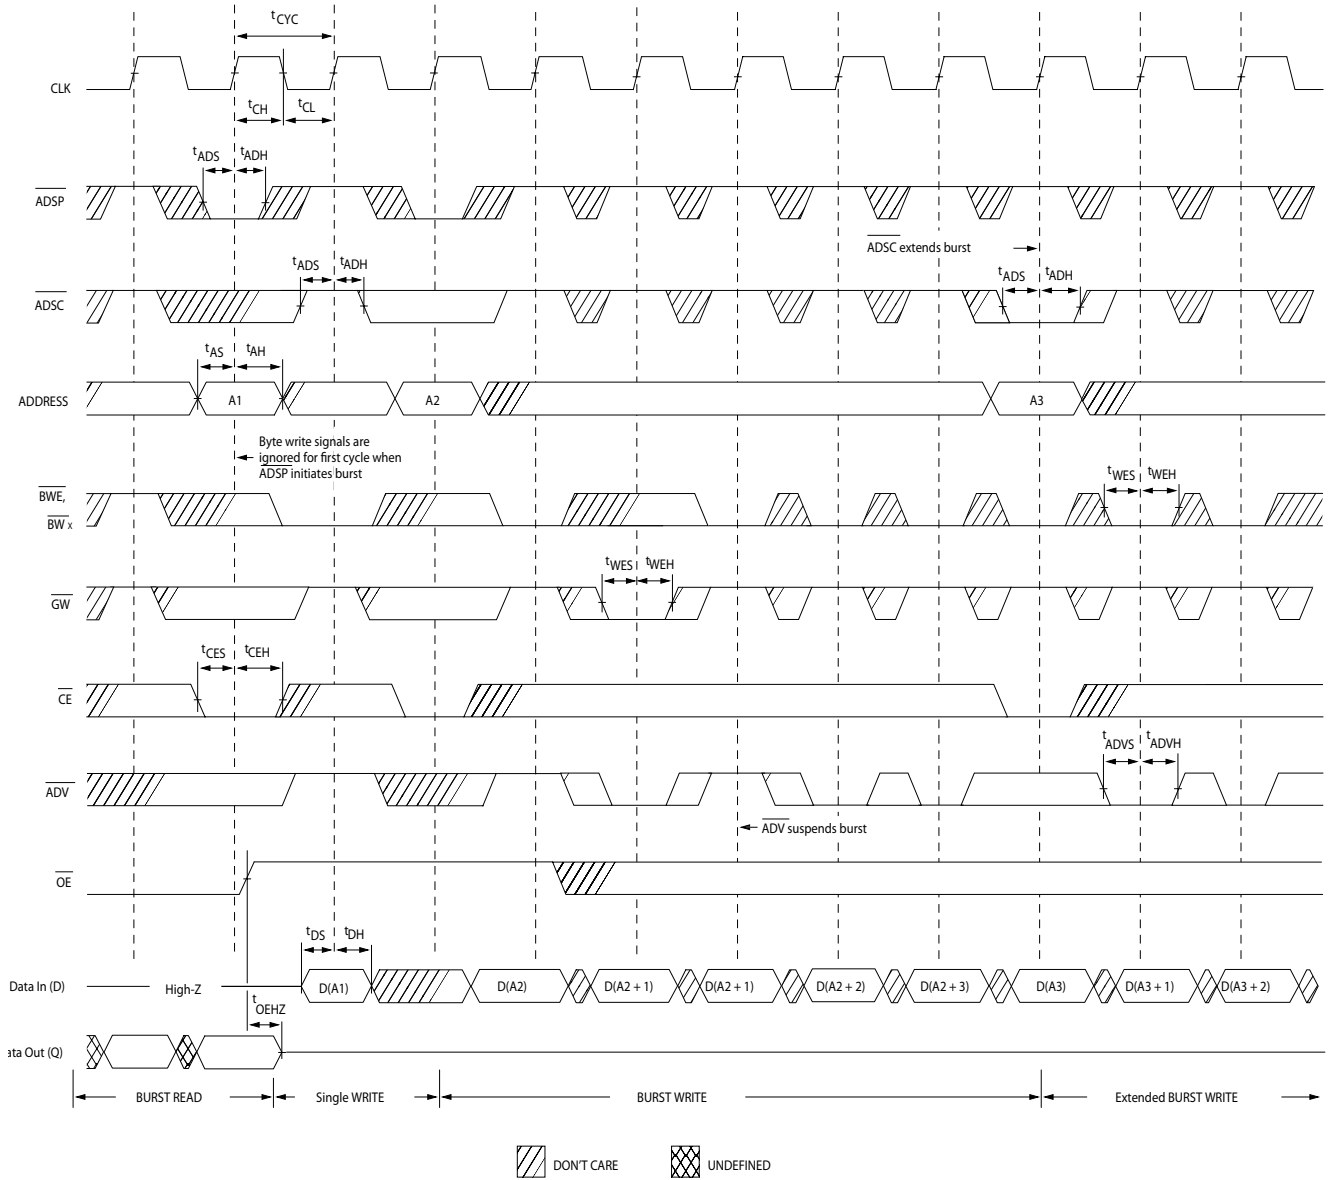 tCYC
CLK
tCH
tCL
tADS
tADH
ADSP
ADSC extends burst
tADS
tADH
tADS
tADH
ADSC
tAS
tAH
ADDRESS
A1
A2
A3
Byte write signals are
ignored for first cycle when
ADSP initiates burst
tWES
tWEH
BWE,
BW x
tWES
tWEH
GW
tCES
tCEH
CE
tADVS
tADVH
ADV
ADV suspends burst
OE
tDS
tDH
Data In (D)
High-Z
D(A1)
D(A2)
D(A2 + 1)
D(A2 + 1)
D(A2 + 2)
D(A2 + 3)
D(A3)
D(A3 + 1)
D(A3 + 2)
tOEHZ
ata Out (Q)
BURST READ
Single WRITE
BURST WRITE
Extended BURST WRITE
DON'T CARE
UNDEFINED